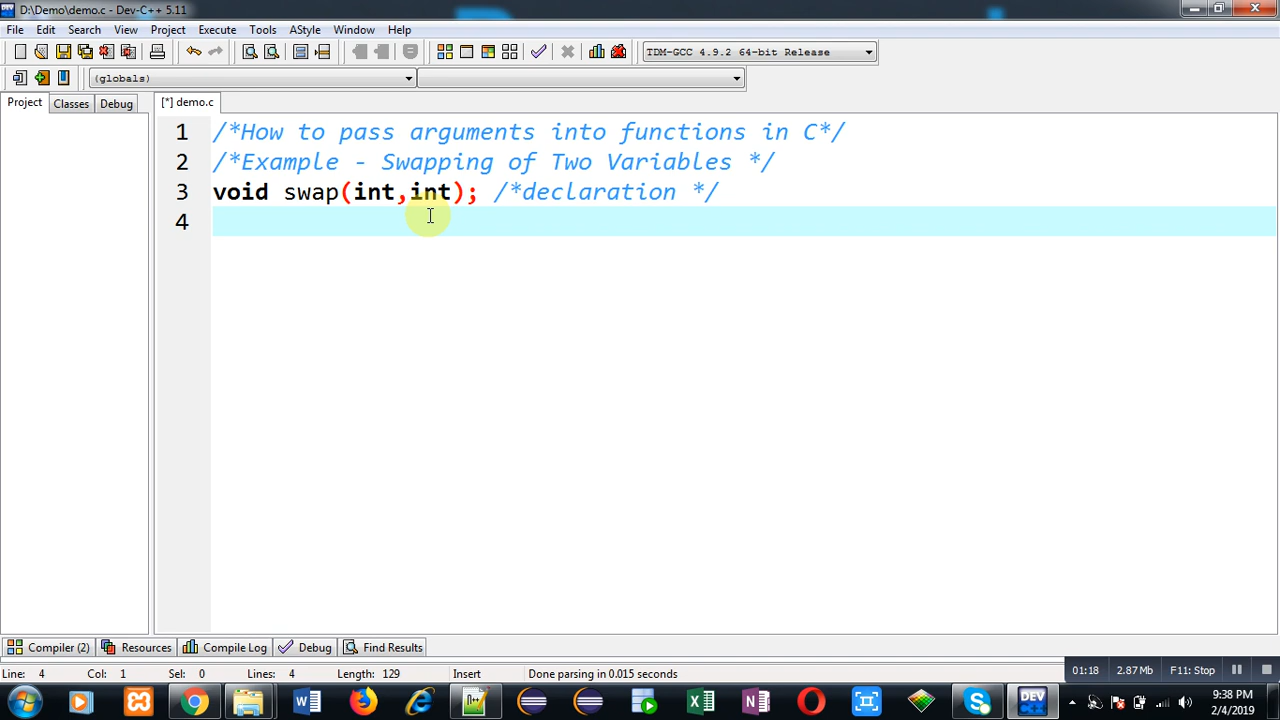 D:\Demo\demo.c - Dev-C++ 5.11
File Edit Search View Project Execute Tools AStyle Window Help
TDM-GCC 4.9.2 64-bit Release
(globals)
Project Classes Debug [*] demo.c
1 /*How to pass arguments into functions in C*/
2 /*Example - Swapping of Two Variables */
3 void swap(int,int); /*declaration */
4
Compiler (2) Resources Compile Log Debug Find Results
Line: 4 Col: 1 Sel: 0 Lines: 4 Length: 129 Insert Done parsing in 0.015 seconds
01:18 2.87 Mb F11: Stop
DEV
9:38 PM
2/4/2019